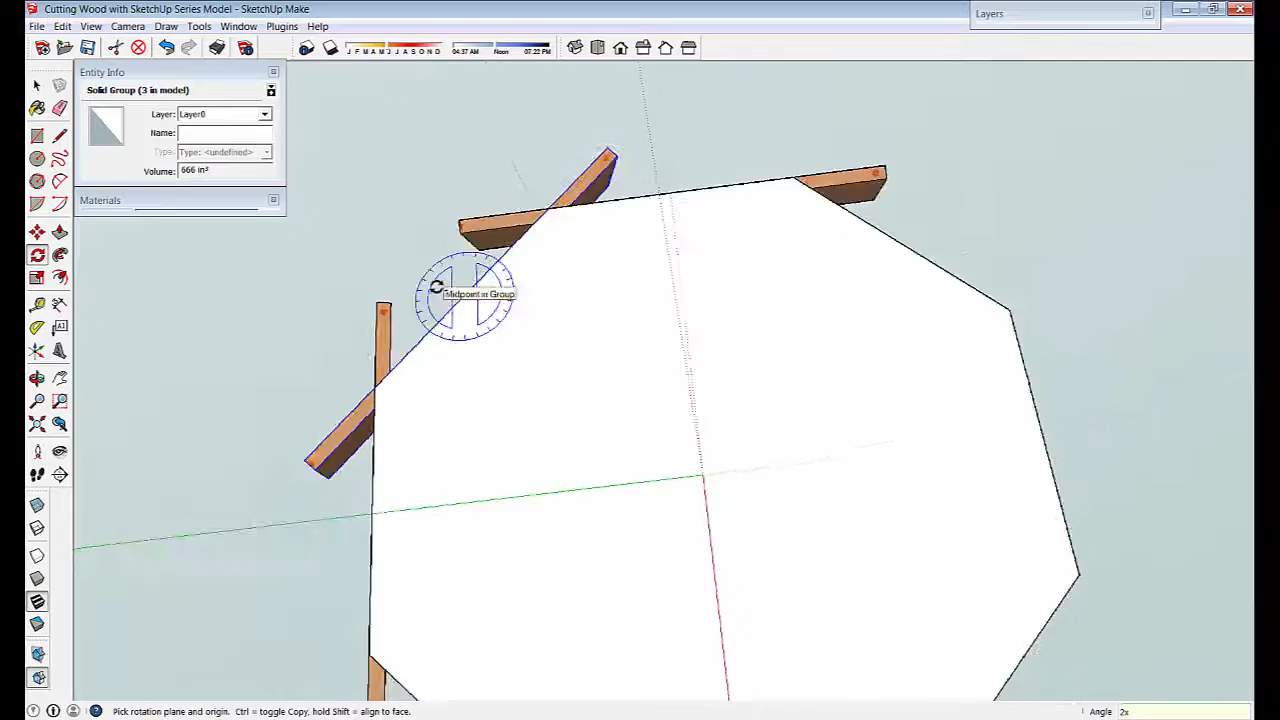 Cutting Wood with SketchUp Series Model - SketchUp Make
Layers
File Edit View Camera Draw Tools Window Plugins Help
J F M A M J J A S O N D
04:37 AM Noon 07:22 PM
Entity Info
Solid Group (3 in model)
Layer: Layer0
Name:
Type: Type: <undefined>
Volume: 666 in³
Materials
Midpoint in Group
Pick rotation plane and origin. Ctrl = toggle Copy, hold Shift = align to face.
Angle 2x